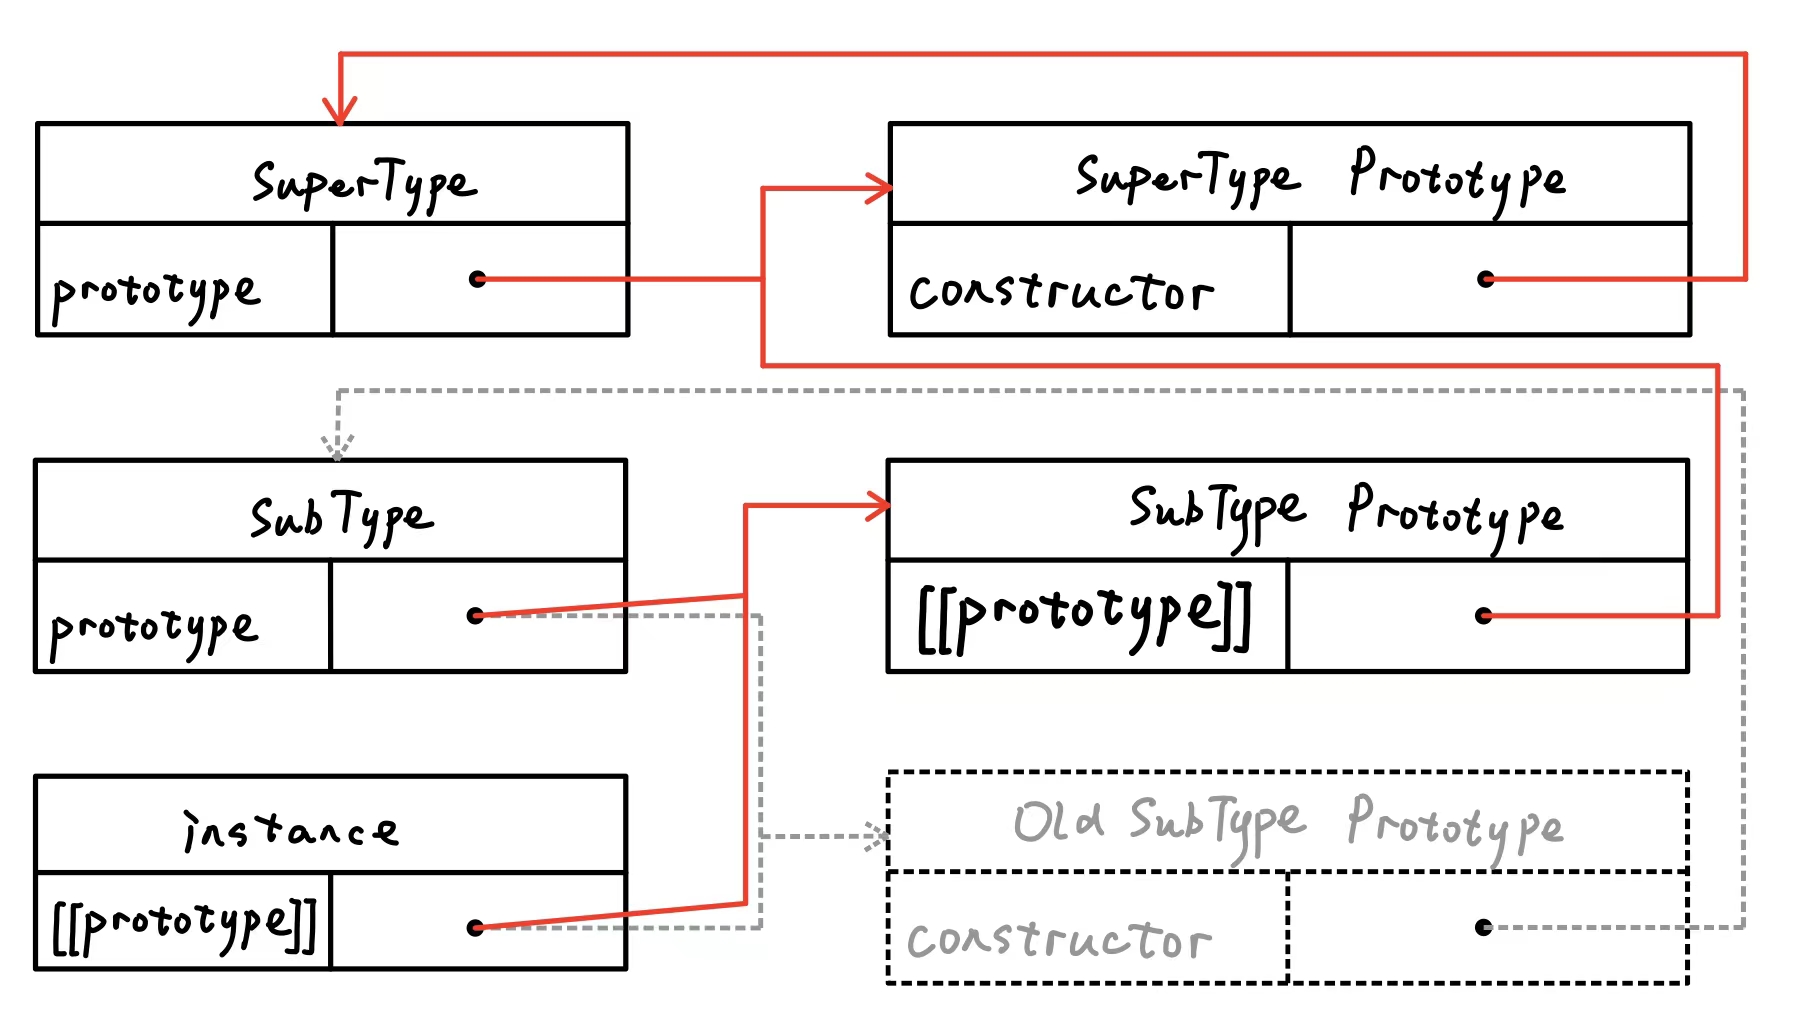 SuperType
SuperType Prototype
prototype
constructor
SubType
SubType Prototype
prototype
[[prototype]]
instance
Old SubType Prototype
[[prototype]]
constructor